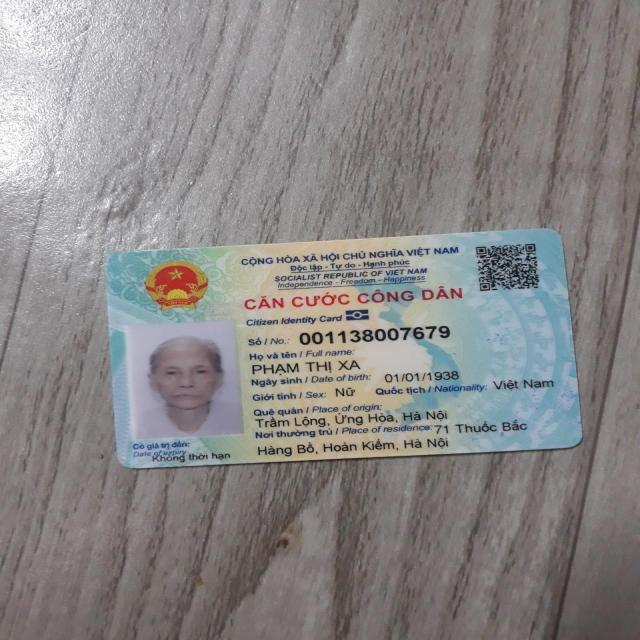 CỘNG HÒA XÃ HỘI CHỦ NGHĨA VIỆT NAM
Độc lập - Tự do - Hạnh phúc
SOCIALIST REPUBLIC OF VIET NAM
Independence - Freedom - Happiness
CĂN CƯỚC CÔNG DÂN
Citizen Identity Card
Số / No.: 001138007679
Họ và tên / Full name:
PHẠM THỊ XA
Ngày sinh / Date of birth: 01/01/1938
Giới tính / Sex: Nữ Quốc tịch / Nationality: Việt Nam
Quê quán / Place of origin:
Trầm Lộng, Ứng Hòa, Hà Nội
Nơi thường trú / Place of residence: 71 Thuốc Bắc
Hàng Bồ, Hoàn Kiếm, Hà Nội
Có giá trị đến:
Date of expiry
Không thời hạn